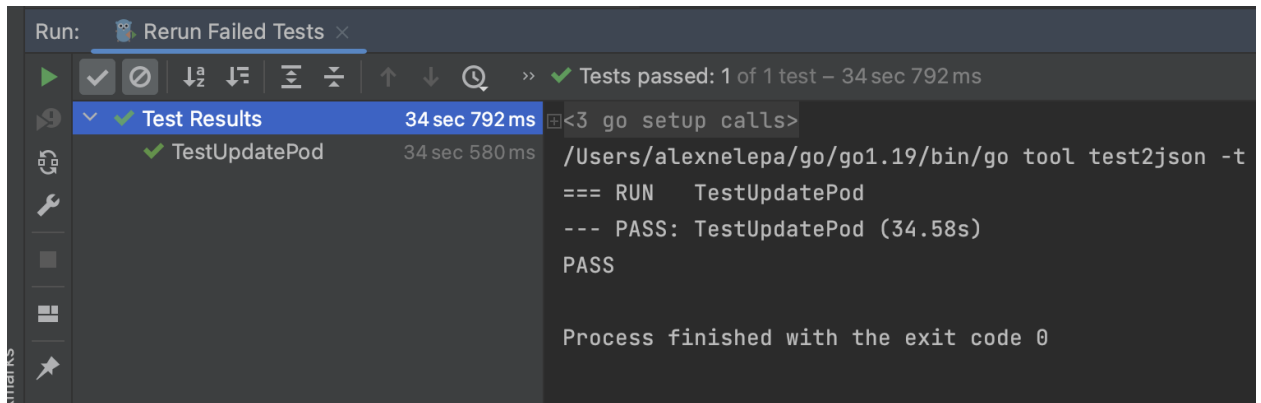 Run: Rerun Failed Tests
Tests passed: 1 of 1 test – 34 sec 792 ms
Test Results 34 sec 792 ms
TestUpdatePod 34 sec 580 ms
<3 go setup calls>
/Users/alexnelepa/go/go1.19/bin/go tool test2json -t
=== RUN   TestUpdatePod
--- PASS: TestUpdatePod (34.58s)
PASS
Process finished with the exit code 0